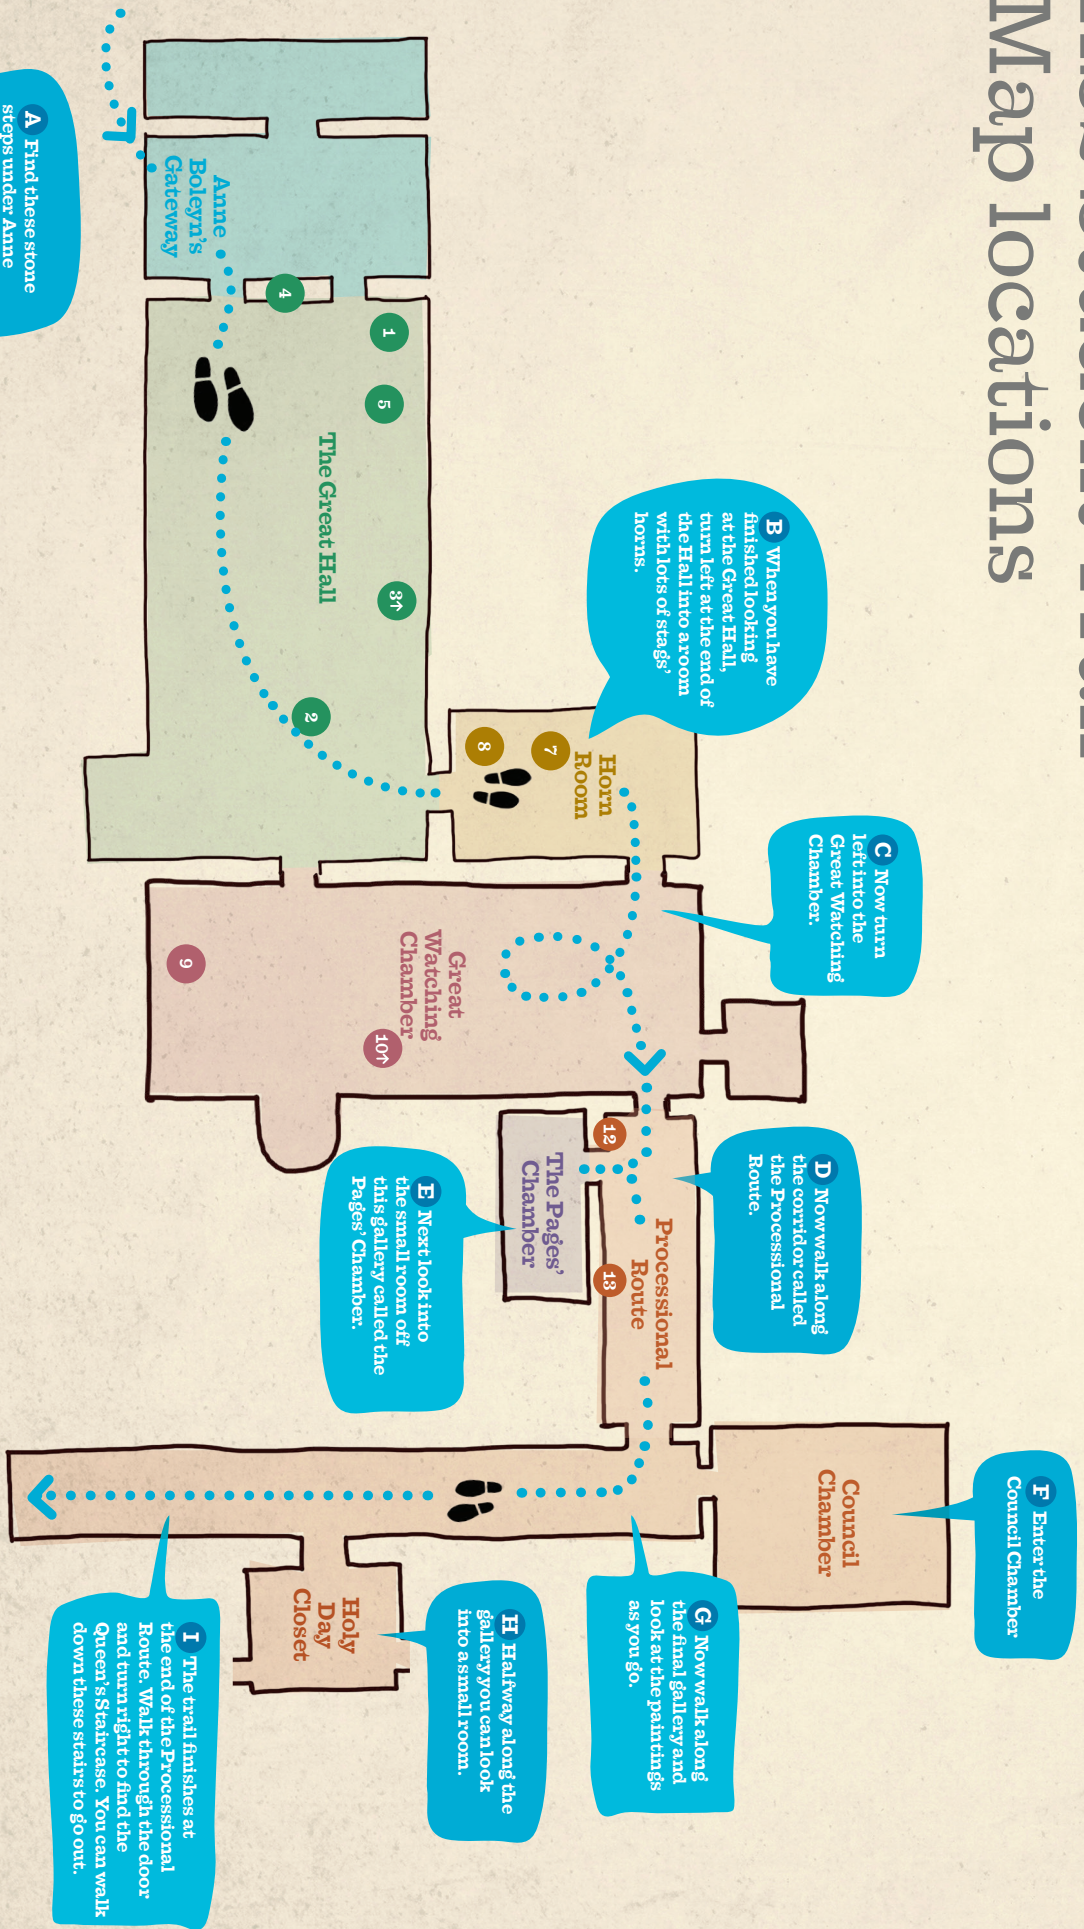 Map locations
A Find these stone
steps under Anne
Anne
Boleyn's
Gateway
4
1
5
The Great Hall
3↑
2
B When you have
finished looking
at the Great Hall,
turn left at the end of
the Hall into a room
with lots of stags'
horns.
Horn
Room
7
8
C Now turn
left into the
Great Watching
Chamber.
Great
Watching
Chamber
9
10↑
D Now walk along
the corridor called
the Processional
Route.
Processional
Route
12
13
The Pages'
Chamber
E Next look into
the small room off
this gallery called the
Pages' Chamber.
F Enter the
Council Chamber
Council
Chamber
G Now walk along
the final gallery and
look at the paintings
as you go.
H Halfway along the
gallery you can look
into a small room.
Holy
Day
Closet
I The trail finishes at
the end of the Processional
Route. Walk through the door
and turn right to find the
Queen's Staircase. You can walk
down these stairs to go out.